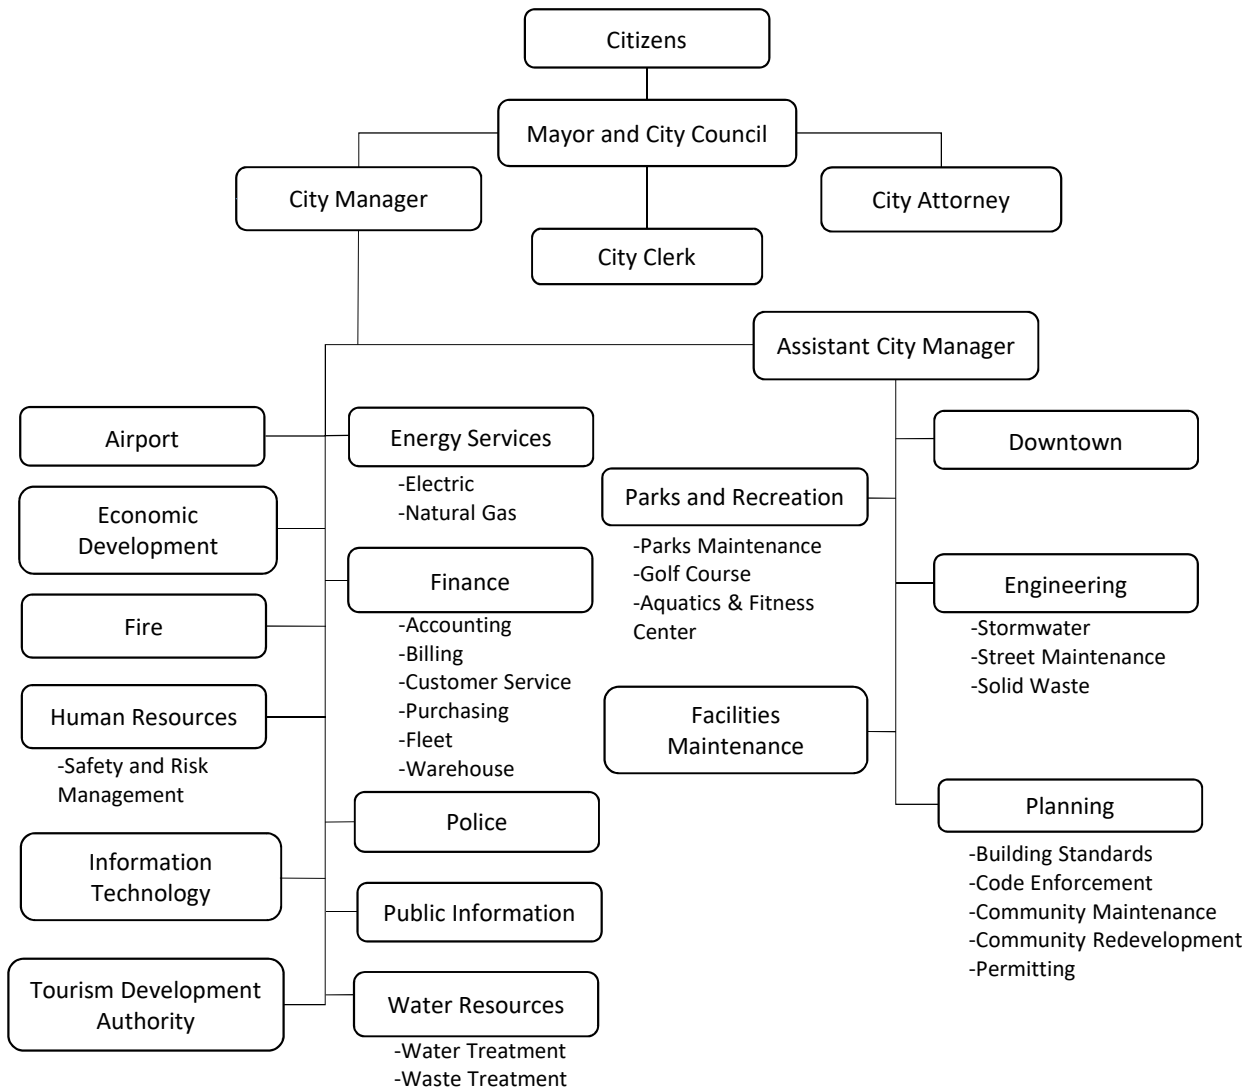 Citizens
Mayor and City Council
City Manager
City Attorney
City Clerk
Assistant City Manager
Airport
Economic
Development
Fire
Human Resources
-Safety and Risk
Management
Information
Technology
Tourism Development
Authority
Energy Services
-Electric
-Natural Gas
Finance
-Accounting
-Billing
-Customer Service
-Purchasing
-Fleet
-Warehouse
Police
Public Information
Water Resources
-Water Treatment
-Waste Treatment
Parks and Recreation
-Parks Maintenance
-Golf Course
-Aquatics & Fitness
Center
Facilities
Maintenance
Downtown
Engineering
-Stormwater
-Street Maintenance
-Solid Waste
Planning
-Building Standards
-Code Enforcement
-Community Maintenance
-Community Redevelopment
-Permitting